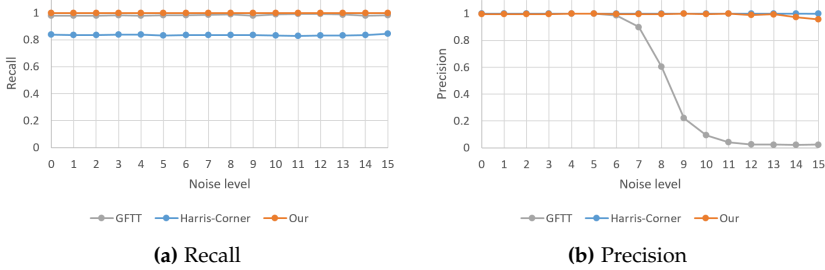 1
0.8
0.6
0.4
0.2
0
Recall
0 1 2 3 4 5 6 7 8 9 10 11 12 13 14 15
Noise level
GFTT Harris-Corner Our
(a) Recall
1
0.8
0.6
0.4
0.2
0
Precision
0 1 2 3 4 5 6 7 8 9 10 11 12 13 14 15
Noise level
GFTT Harris-Corner Our
(b) Precision